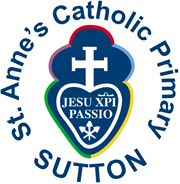 St. Anne's Catholic Primary
JESU XPI
PASSIO
SUTTON